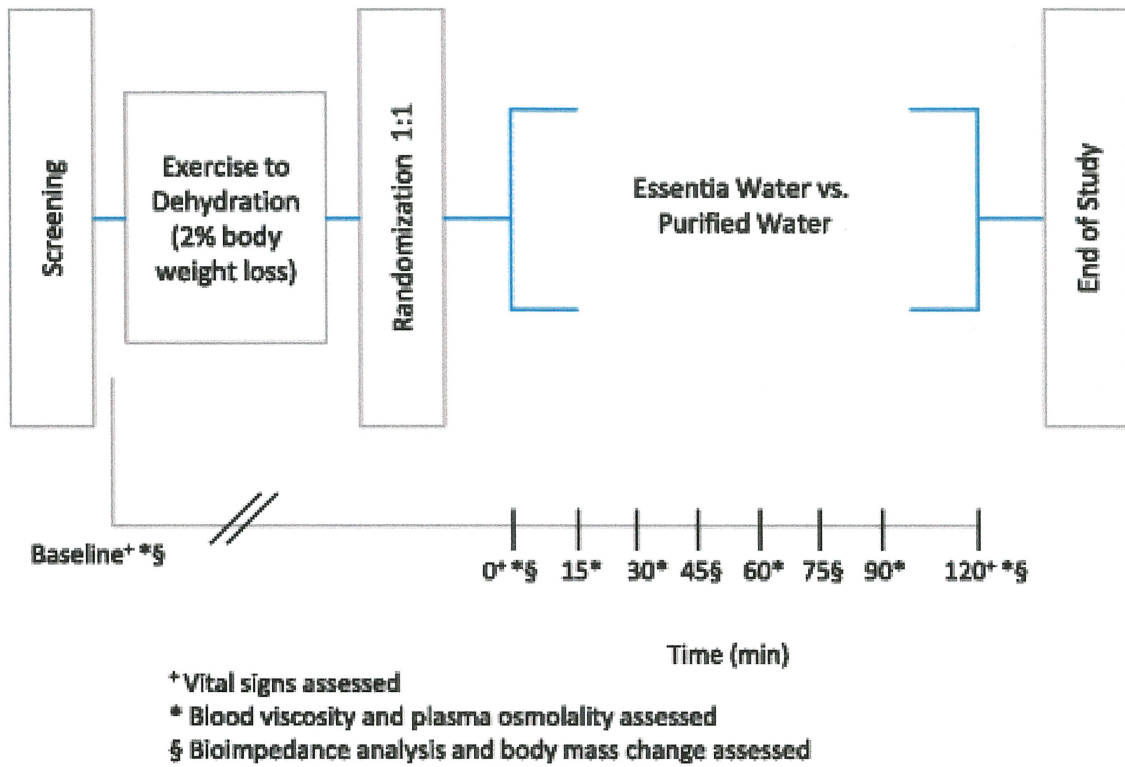 Screening
Exercise to
Dehydration
(2% body
weight loss)
Randomization 1:1
Essentia Water vs.
Purified Water
End of Study
Baseline⁺ *§
0⁺ *§ 15* 30* 45§ 60* 75§ 90* 120⁺ *§
Time (min)
⁺ Vital signs assessed
* Blood viscosity and plasma osmolality assessed
§ Bioimpedance analysis and body mass change assessed